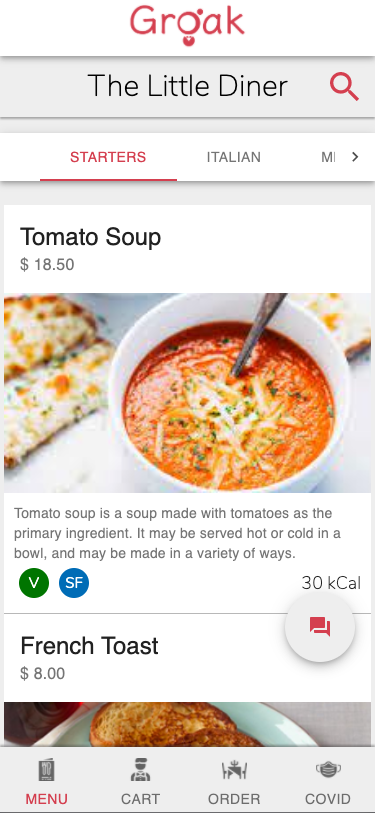 Groak
The Little Diner
STARTERS ITALIAN
Tomato Soup
$ 18.50
Tomato soup is a soup made with tomatoes as the
primary ingredient. It may be served hot or cold in a
bowl, and may be made in a variety of ways.
V SF 30 kCal
French Toast
$ 8.00
MENU CART ORDER COVID